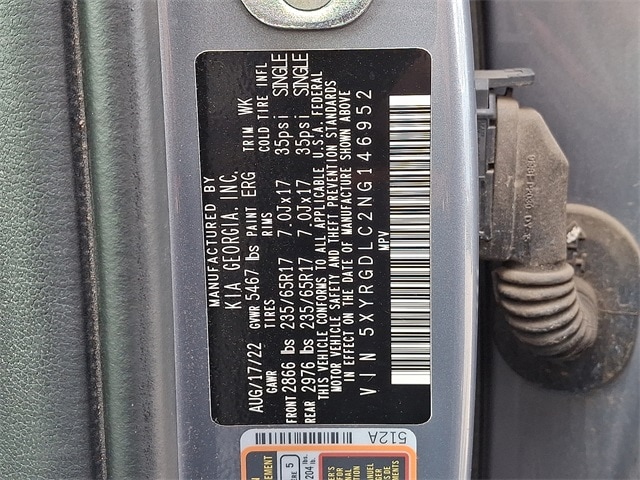 MANUFACTURED BY
KIA GEORGIA, INC.
AUG/17/22 GVWR 5467 lbs PAINT ERG TRIM WK
GAWR TIRES RIMS COLD TIRE INFL
FRONT 2866 lbs 235/65R17 7.0Jx17 35psi SINGLE
REAR 2976 lbs 235/65R17 7.0Jx17 35psi SINGLE
THIS VEHICLE CONFORMS TO ALL APPLICABLE U.S.A. FEDERAL
MOTOR VEHICLE SAFETY AND THEFT PREVENTION STANDARDS
IN EFFECT ON THE DATE OF MANUFACTURE SHOWN ABOVE
VIN 5XYRGDLC2NG146952
MPV
512A